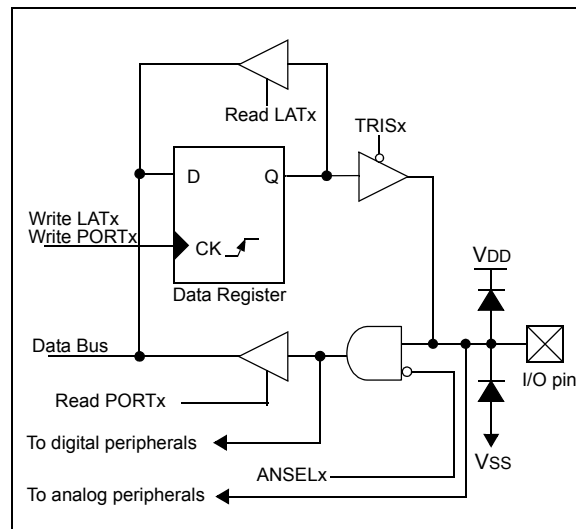 Read LATx
TRISx
D
Q
Write LATx
Write PORTx
CK
Data Register
VDD
Data Bus
I/O pin
Read PORTx
To digital peripherals
ANSELx
VSS
To analog peripherals